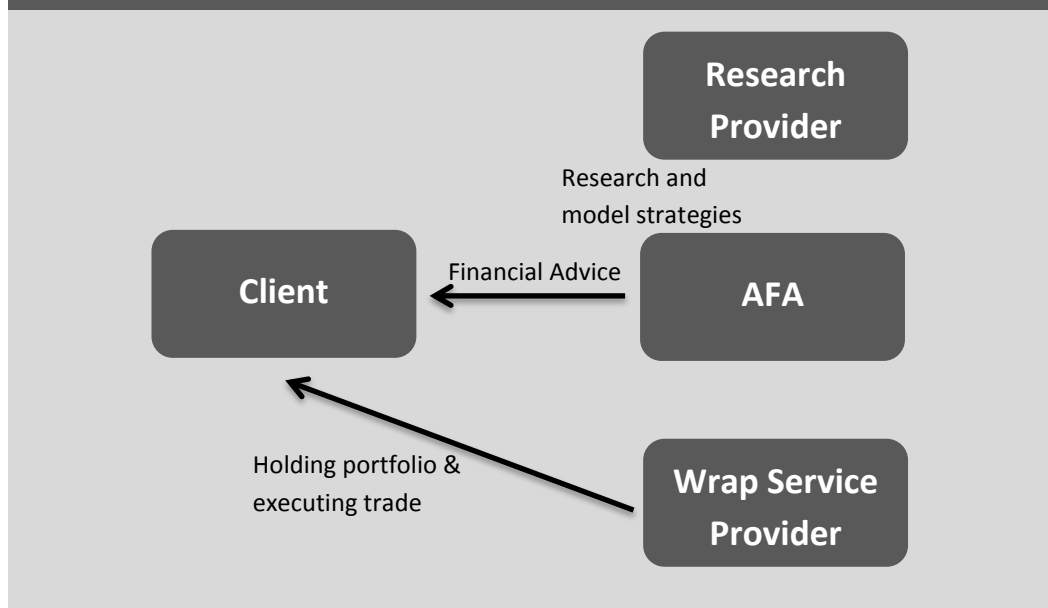 Research
Provider
Research and
model strategies
Client
Financial Advice
AFA
Holding portfolio &
executing trade
Wrap Service
Provider